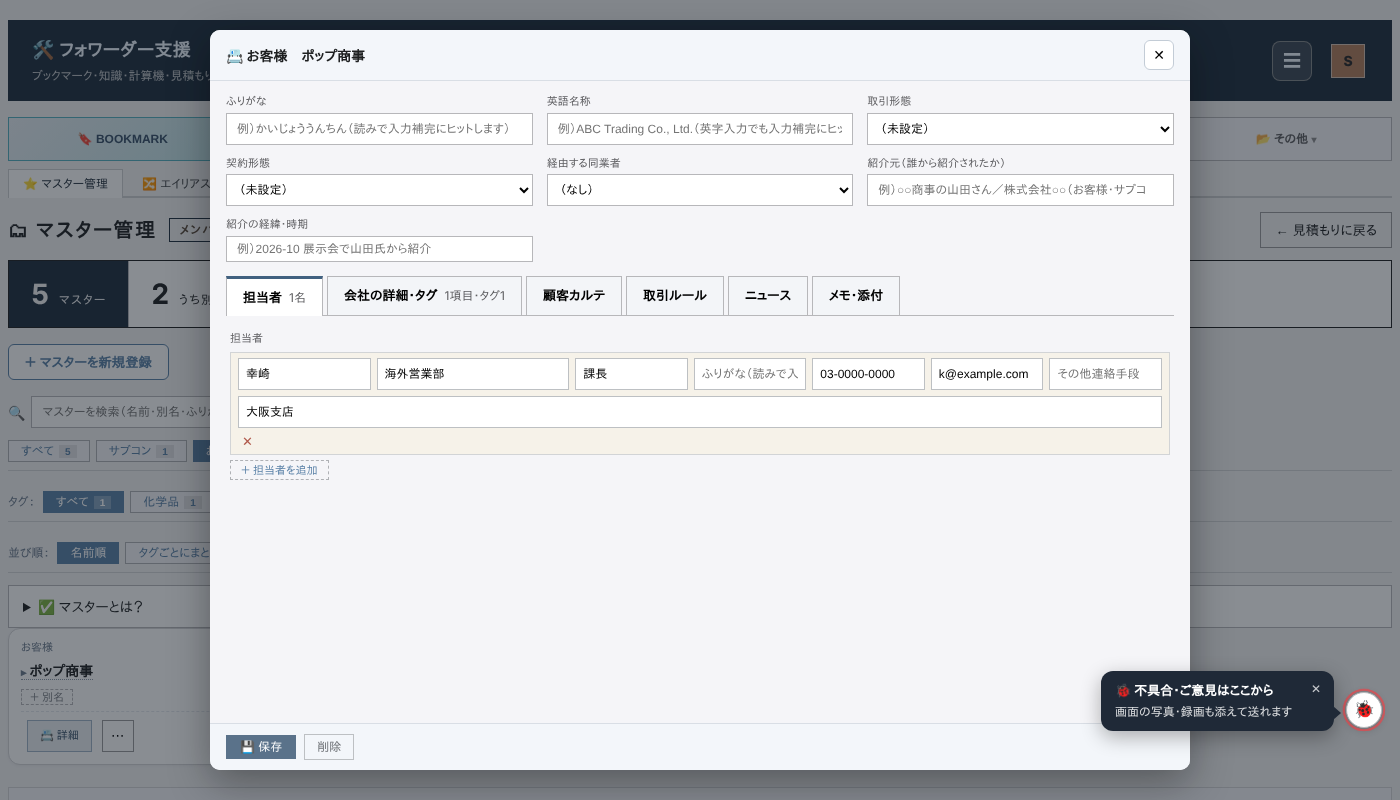 🛠️ フォワーダー支援
ブックマーク・知識・計算機・見積も
S
🔖 BOOKMARK
📂 その他 ▾
⭐ マスター管理
🔀 エイリアス
🗂 マスター管理
メンバ
← 見積もりに戻る
5 マスター
2 うち別
＋ マスターを新規登録
🔍 マスターを検索（名前・別名・ふり
すべて 5
サブコン 1
タグ:
すべて 1
化学品 1
並び順:
名前順
タグごとにまと
▶ ✅ マスターとは？
お客様
▸ ポップ商事
＋ 別名
📇 詳細
⋯
📇 お客様　ポップ商事
✕
ふりがな
英語名称
取引形態
例）かいじょううんちん（読みで入力補完にヒットします）
例）ABC Trading Co., Ltd.（英字入力でも入力補完にヒッ
（未設定）
契約形態
経由する同業者
紹介元（誰から紹介されたか）
（未設定）
（なし）
例）○○商事の山田さん／株式会社○○（お客様・サブコ
紹介の経緯・時期
例）2026-10 展示会で山田氏から紹介
担当者 1名
会社の詳細・タグ 1項目・タグ1
顧客カルテ
取引ルール
ニュース
メモ・添付
担当者
幸崎
海外営業部
課長
ふりがな（読みで入
03-0000-0000
k@example.com
その他連絡手段
大阪支店
✕
＋ 担当者を追加
💾 保存
削除
🐞 不具合・ご意見はここから
✕
画面の写真・録画も添えて送れます